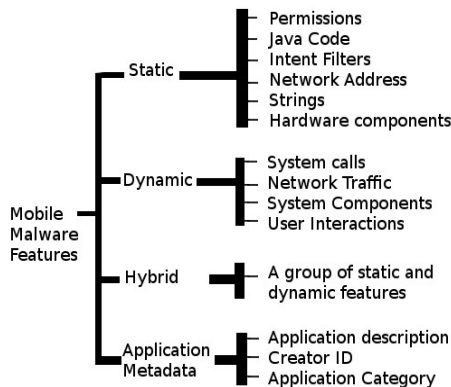 Mobile
Malware
Features
Static
Permissions
Java Code
Intent Filters
Network Address
Strings
Hardware components
Dynamic
System calls
Network Traffic
System Components
User Interactions
Hybrid
A group of static and
dynamic features
Application
Metadata
Application description
Creator ID
Application Category